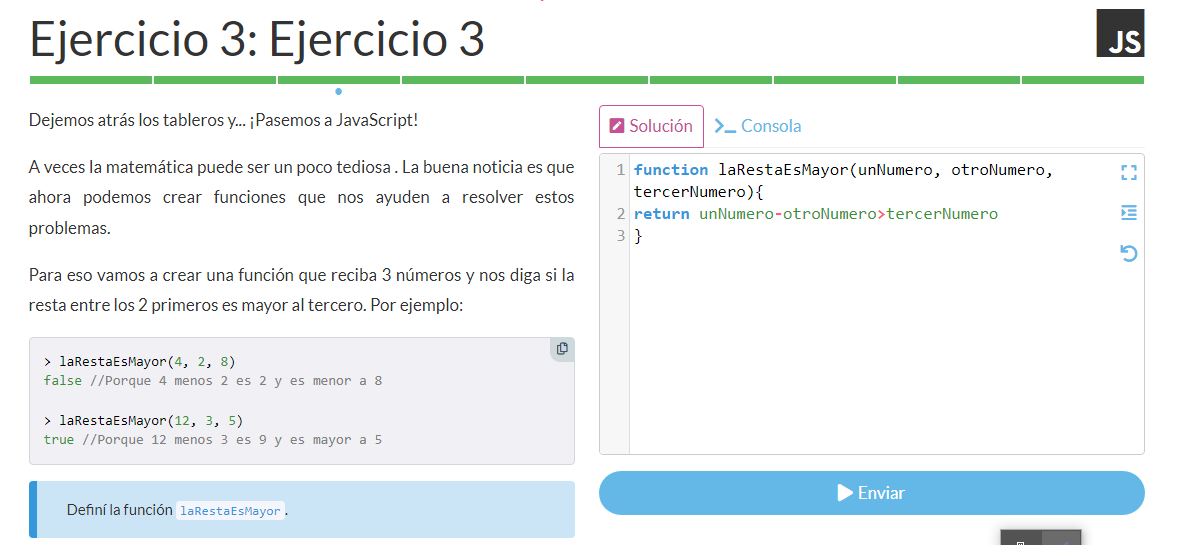 Ejercicio 3: Ejercicio 3
JS
Dejemos atrás los tableros y... ¡Pasemos a JavaScript!
A veces la matemática puede ser un poco tediosa . La buena noticia es que
ahora podemos crear funciones que nos ayuden a resolver estos
problemas.
Para eso vamos a crear una función que reciba 3 números y nos diga si la
resta entre los 2 primeros es mayor al tercero. Por ejemplo:
> laRestaEsMayor(4, 2, 8)
false //Porque 4 menos 2 es 2 y es menor a 8
> laRestaEsMayor(12, 3, 5)
true //Porque 12 menos 3 es 9 y es mayor a 5
Definí la función laRestaEsMayor.
Solución
Consola
1 function laRestaEsMayor(unNumero, otroNumero,
tercerNumero){
2 return unNumero-otroNumero>tercerNumero
3 }
Enviar